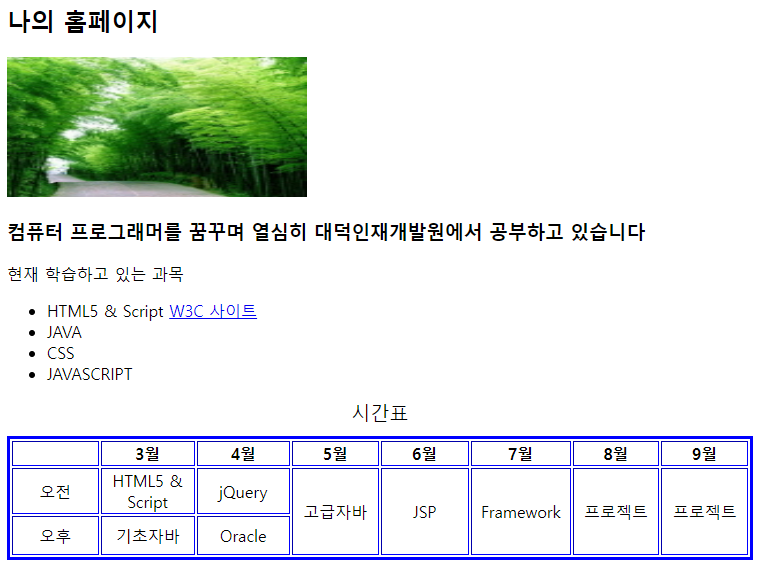 나의 홈페이지
컴퓨터 프로그래머를 꿈꾸며 열심히 대덕인재개발원에서 공부하고 있습니다
현재 학습하고 있는 과목
HTML5 & Script W3C 사이트
JAVA
CSS
JAVASCRIPT
시간표
3월 4월 5월 6월 7월 8월 9월
오전 HTML5 & Script jQuery 고급자바 JSP Framework 프로젝트 프로젝트
오후 기초자바 Oracle